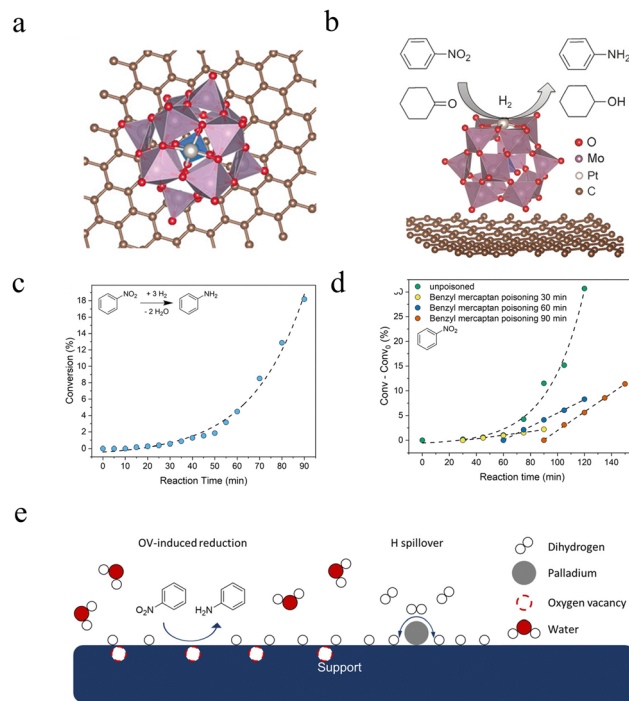 a
b
NO₂
NH₂
H₂
O
OH
O
Mo
Pt
C
c
NO₂
+ 3 H₂
- 2 H₂O
NH₂
18
16
14
12
10
8
6
4
2
0
Conversion (%)
0 10 20 30 40 50 60 70 80 90
Reaction Time (min)
d
unpoisoned
Benzyl mercaptan poisoning 30 min
Benzyl mercaptan poisoning 60 min
Benzyl mercaptan poisoning 90 min
NO₂
30
25
20
15
10
5
0
Conv - Conv₀ (%)
0 20 40 60 80 100 120 140
Reaction time (min)
e
OV-induced reduction
H spillover
O₂N
H₂N
Dihydrogen
Palladium
Oxygen vacancy
Water
Support